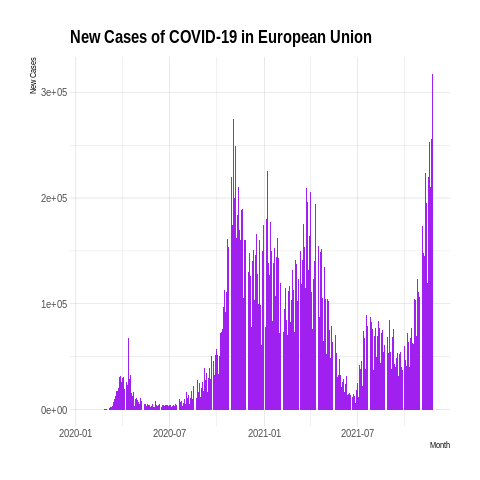 New Cases of COVID-19 in European Union
New Cases
3e+05
2e+05
1e+05
0e+00
2020-01 2020-07 2021-01 2021-07
Month